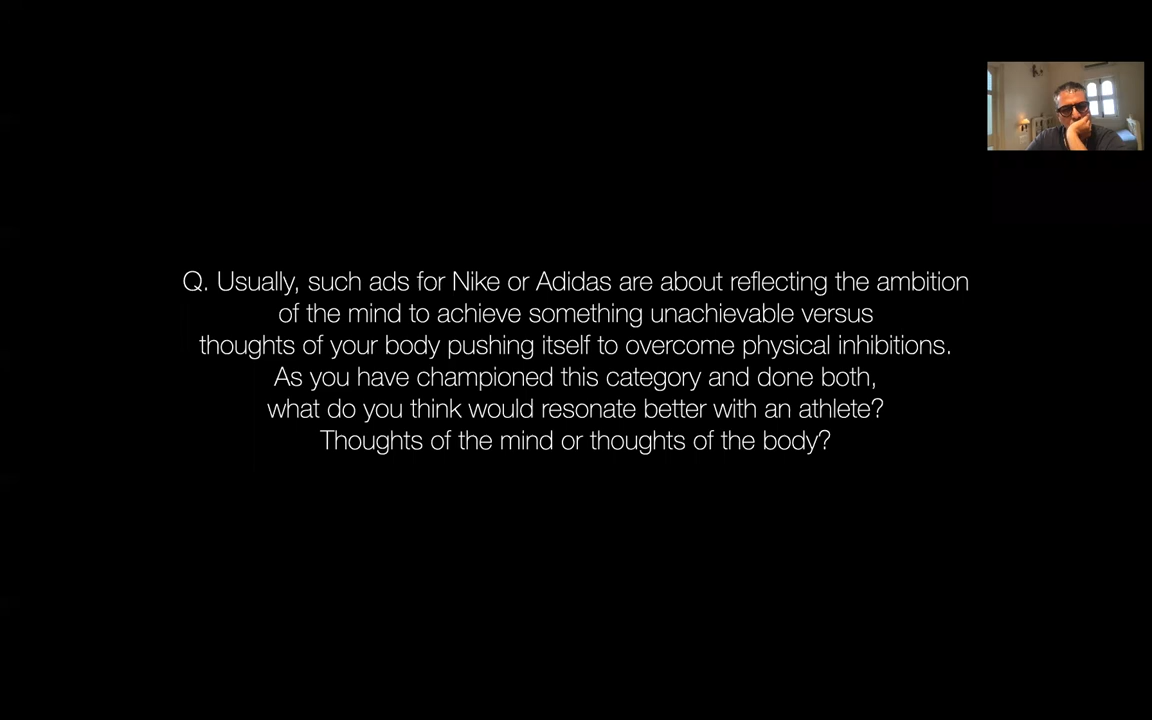 Q. Usually, such ads for Nike or Adidas are about reflecting the ambition
of the mind to achieve something unachievable versus
thoughts of your body pushing itself to overcome physical inhibitions.
As you have championed this category and done both,
what do you think would resonate better with an athlete?
Thoughts of the mind or thoughts of the body?